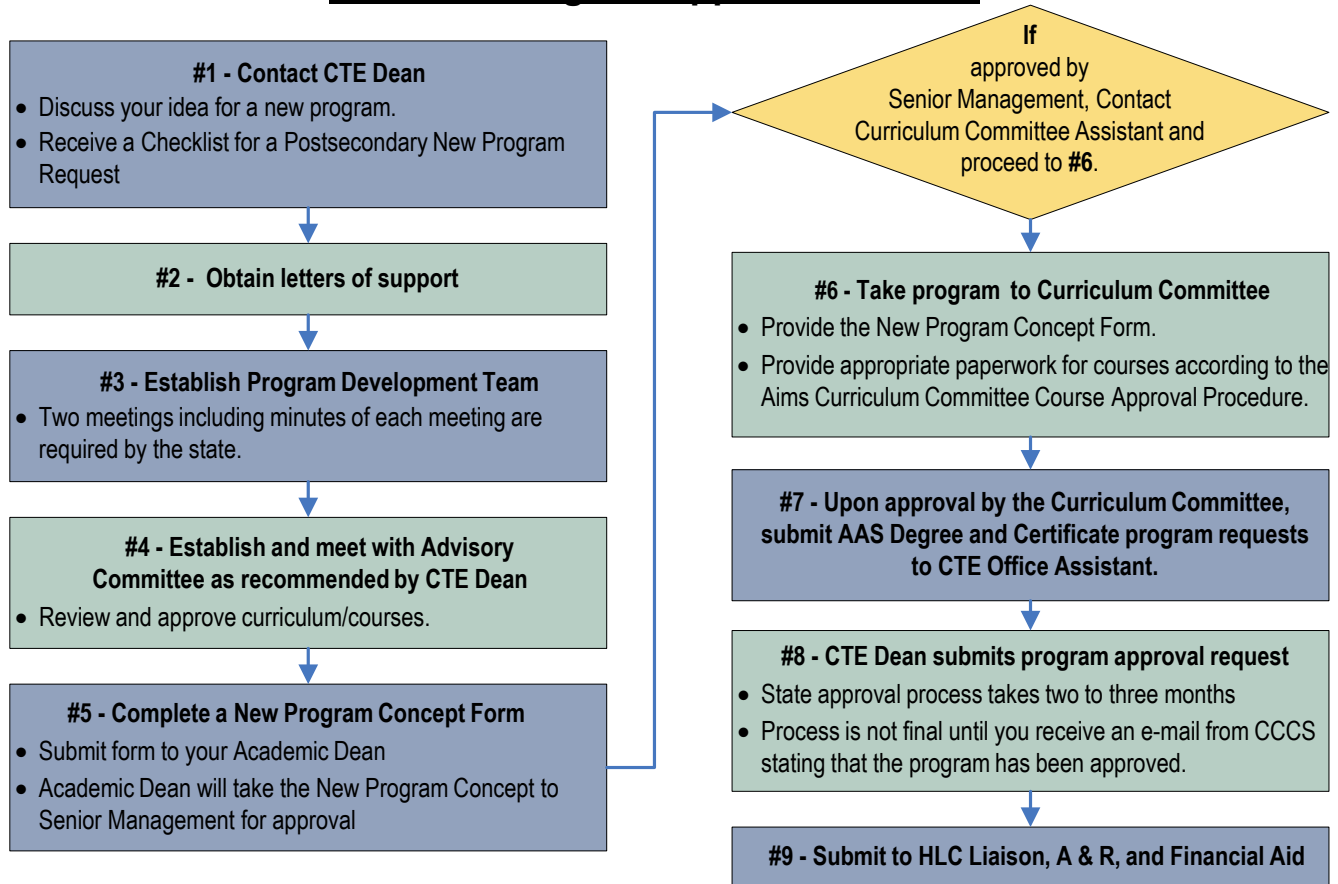 #1 - Contact CTE Dean
• Discuss your idea for a new program.
• Receive a Checklist for a Postsecondary New Program
Request
#2 - Obtain letters of support
#3 - Establish Program Development Team
• Two meetings including minutes of each meeting are
required by the state.
#4 - Establish and meet with Advisory
Committee as recommended by CTE Dean
• Review and approve curriculum/courses.
#5 - Complete a New Program Concept Form
• Submit form to your Academic Dean
• Academic Dean will take the New Program Concept to
Senior Management for approval
If
approved by
Senior Management, Contact
Curriculum Committee Assistant and
proceed to #6.
#6 - Take program to Curriculum Committee
• Provide the New Program Concept Form.
• Provide appropriate paperwork for courses according to the
Aims Curriculum Committee Course Approval Procedure.
#7 - Upon approval by the Curriculum Committee,
submit AAS Degree and Certificate program requests
to CTE Office Assistant.
#8 - CTE Dean submits program approval request
• State approval process takes two to three months
• Process is not final until you receive an e-mail from CCCS
stating that the program has been approved.
#9 - Submit to HLC Liaison, A & R, and Financial Aid